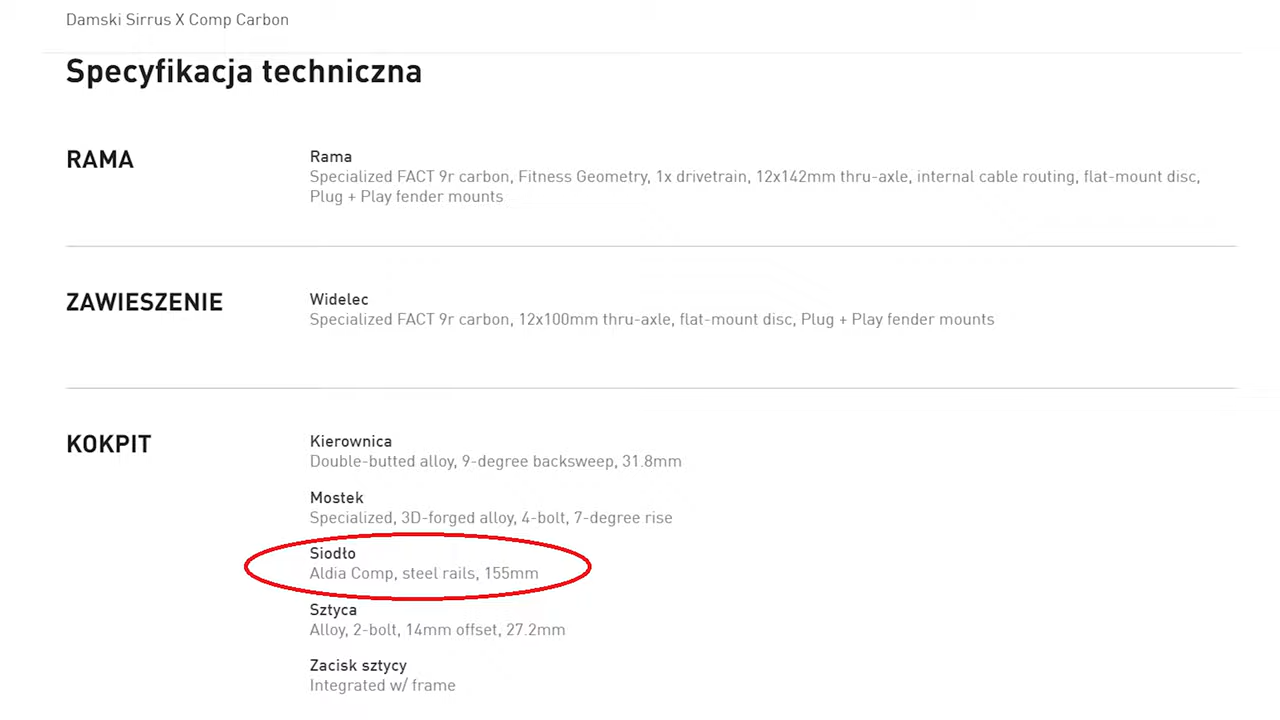 Damski Sirrus X Comp Carbon
Specyfikacja techniczna
RAMA
Rama
Specialized FACT 9r carbon, Fitness Geometry, 1x drivetrain, 12x142mm thru-axle, internal cable routing, flat-mount disc,
Plug + Play fender mounts
ZAWIESZENIE
Widelec
Specialized FACT 9r carbon, 12x100mm thru-axle, flat-mount disc, Plug + Play fender mounts
KOKPIT
Kierownica
Double-butted alloy, 9-degree backsweep, 31.8mm
Mostek
Specialized, 3D-forged alloy, 4-bolt, 7-degree rise
Siodło
Aldia Comp, steel rails, 155mm
Sztyca
Alloy, 2-bolt, 14mm offset, 27.2mm
Zacisk sztycy
Integrated w/ frame